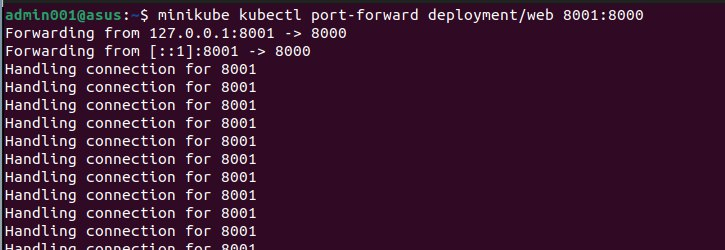 admin001@asus:~$ minikube kubectl port-forward deployment/web 8001:8000
Forwarding from 127.0.0.1:8001 -> 8000
Forwarding from [::1]:8001 -> 8000
Handling connection for 8001
Handling connection for 8001
Handling connection for 8001
Handling connection for 8001
Handling connection for 8001
Handling connection for 8001
Handling connection for 8001
Handling connection for 8001
Handling connection for 8001
Handling connection for 8001
Handling connection for 8001